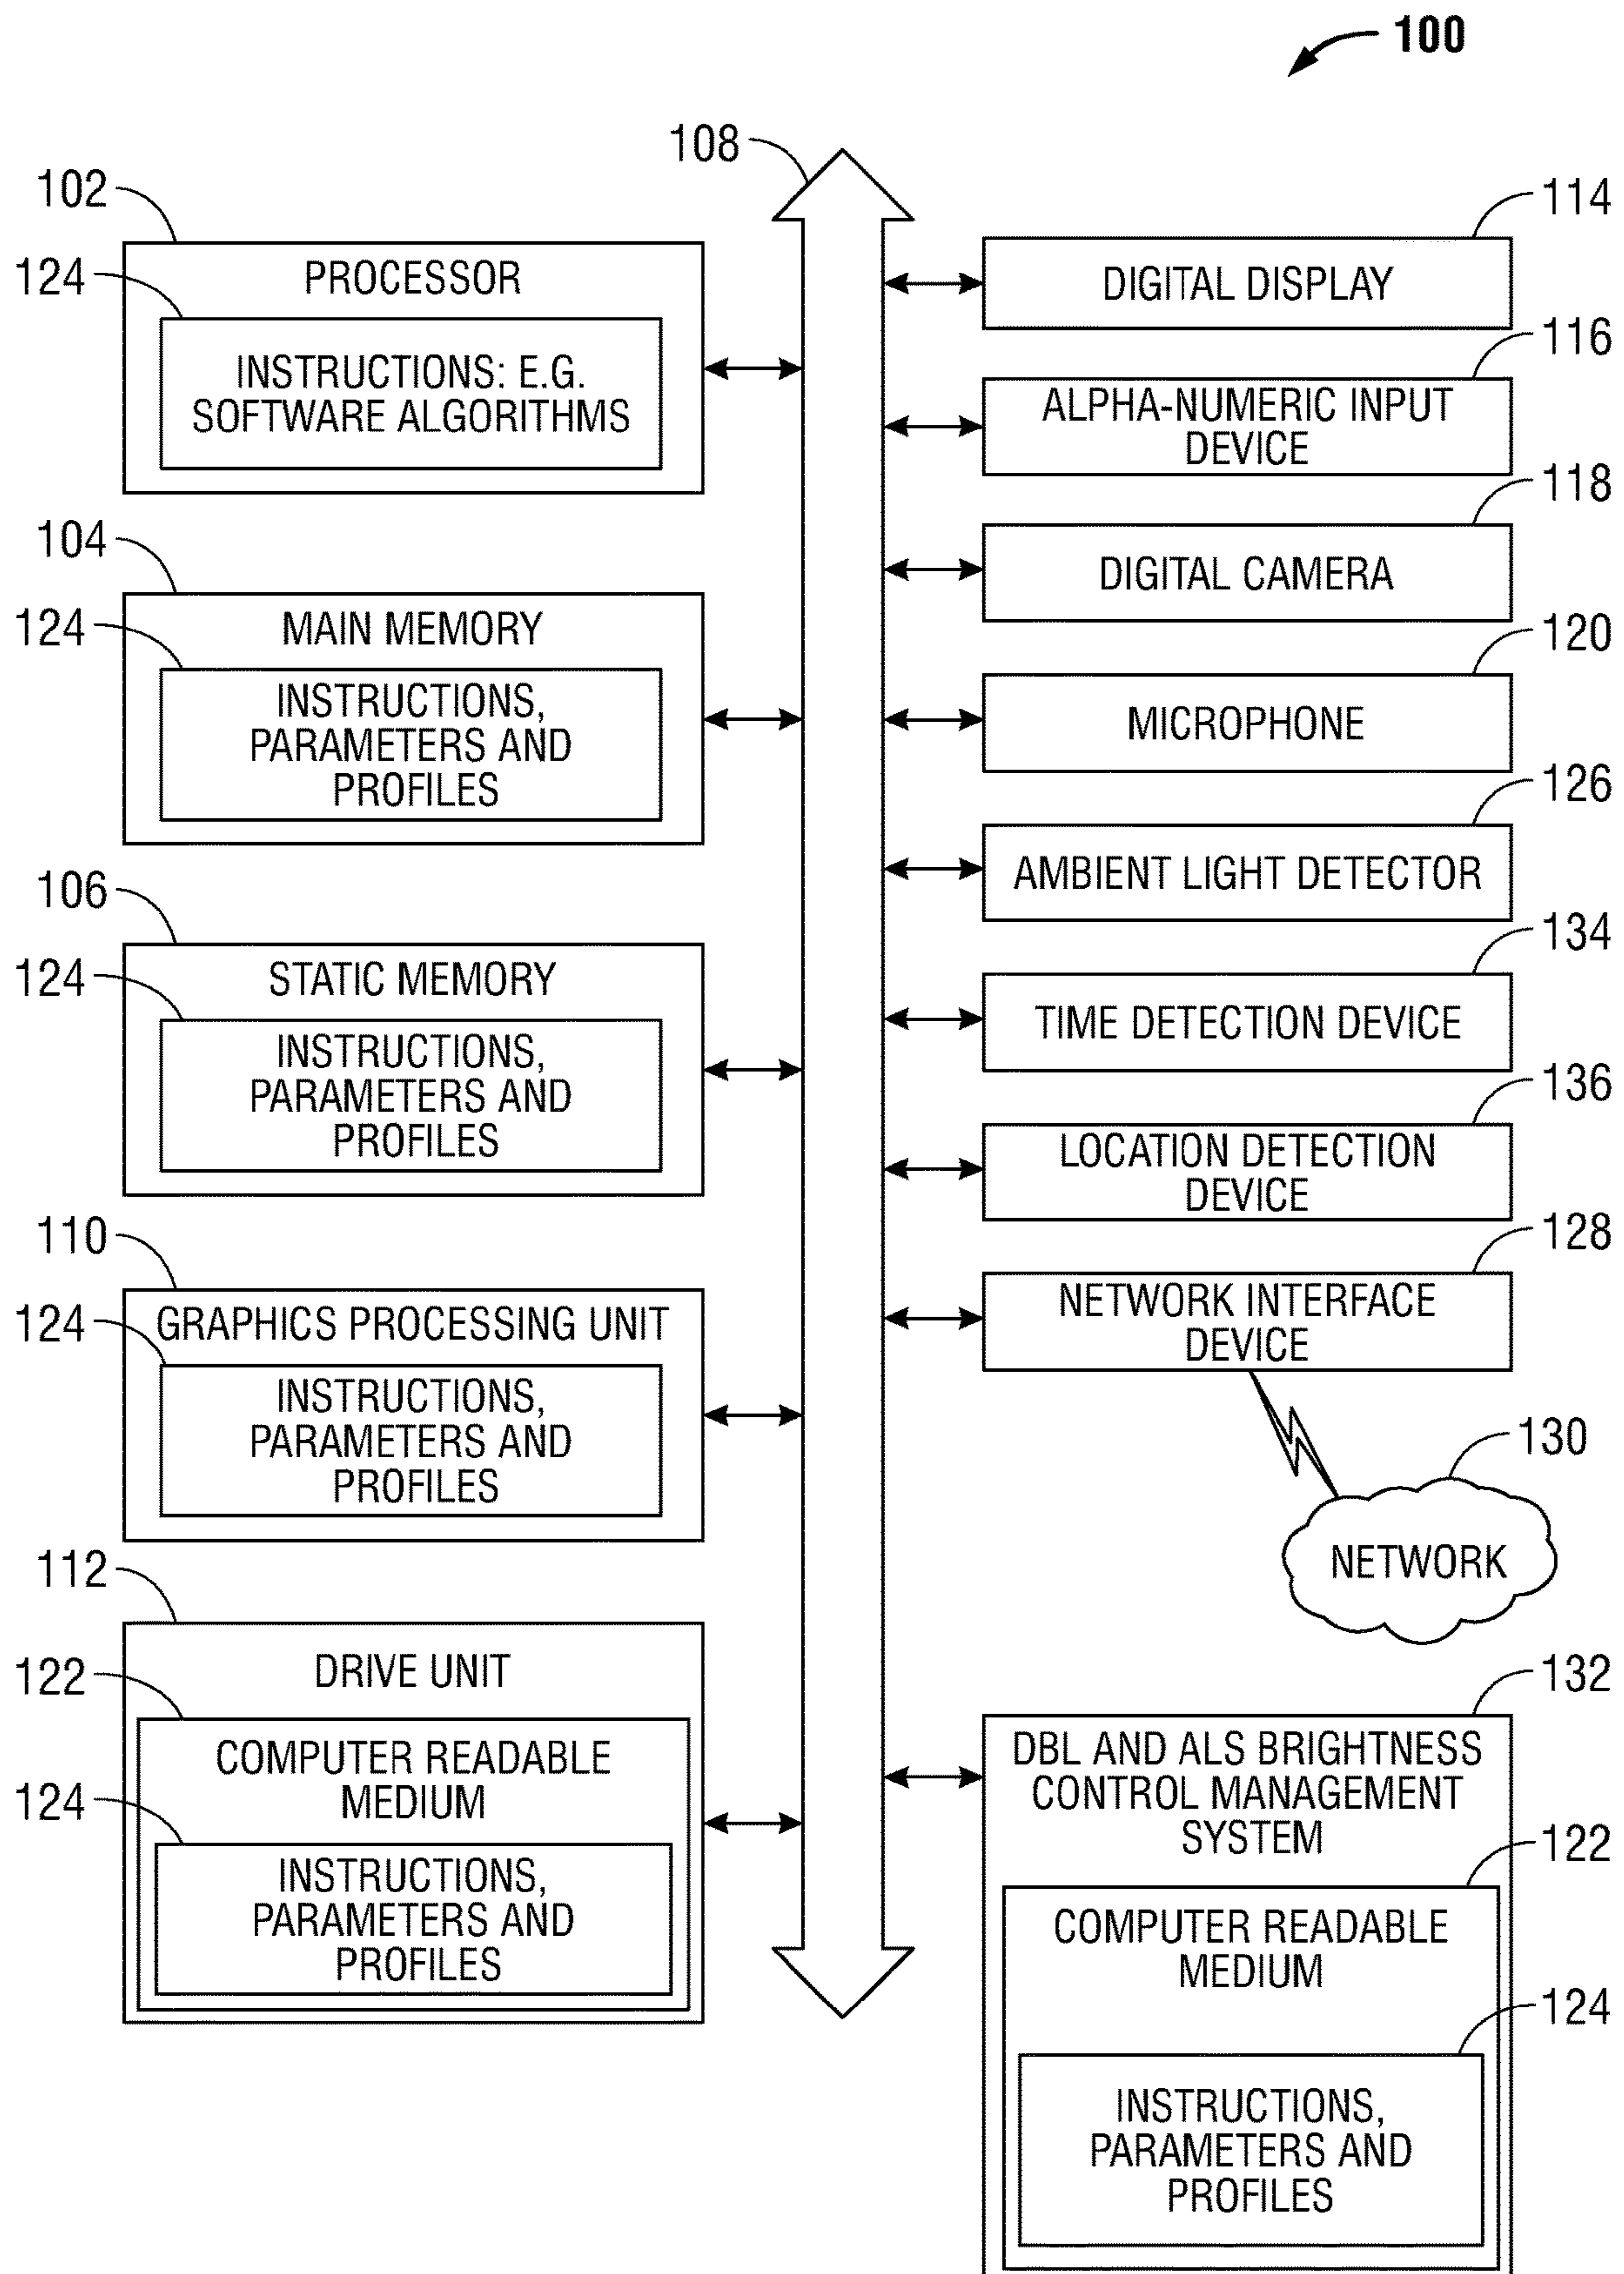 100
108
102
124
PROCESSOR
INSTRUCTIONS: E.G.
SOFTWARE ALGORITHMS
104
124
MAIN MEMORY
INSTRUCTIONS,
PARAMETERS AND
PROFILES
106
124
STATIC MEMORY
INSTRUCTIONS,
PARAMETERS AND
PROFILES
110
124
GRAPHICS PROCESSING UNIT
INSTRUCTIONS,
PARAMETERS AND
PROFILES
112
DRIVE UNIT
122
COMPUTER READABLE
MEDIUM
124
INSTRUCTIONS,
PARAMETERS AND
PROFILES
114
DIGITAL DISPLAY
116
ALPHA-NUMERIC INPUT
DEVICE
118
DIGITAL CAMERA
120
MICROPHONE
126
AMBIENT LIGHT DETECTOR
134
TIME DETECTION DEVICE
136
LOCATION DETECTION
DEVICE
128
NETWORK INTERFACE
DEVICE
130
NETWORK
132
DBL AND ALS BRIGHTNESS
CONTROL MANAGEMENT
SYSTEM
122
COMPUTER READABLE
MEDIUM
124
INSTRUCTIONS,
PARAMETERS AND
PROFILES